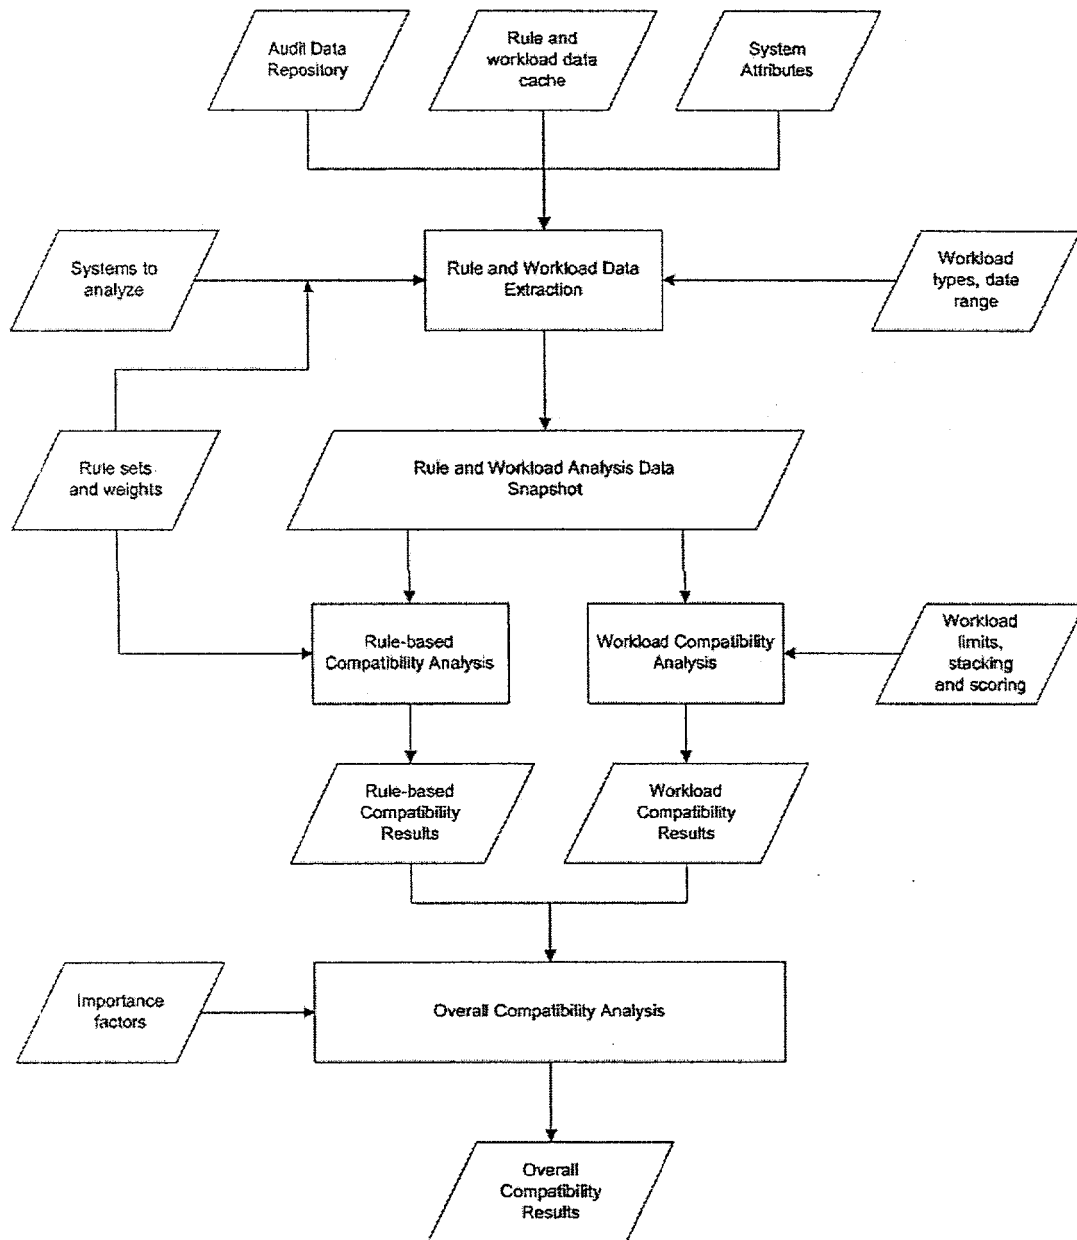 Audit Data
Repository
Rule and
workload data
cache
System
Attributes
Systems to
analyze
Rule and Workload Data
Extraction
Workload
types, date
range
Rule sets
and weights
Rule and Workload Analysis Data
Snapshot
Rule-based
Compatibility Analysis
Workload Compatibility
Analysis
Workload
limits,
stacking
and scoring
Rule-based
Compatibility
Results
Workload
Compatibility
Results
Importance
factors
Overall Compatibility Analysis
Overall
Compatibility
Results